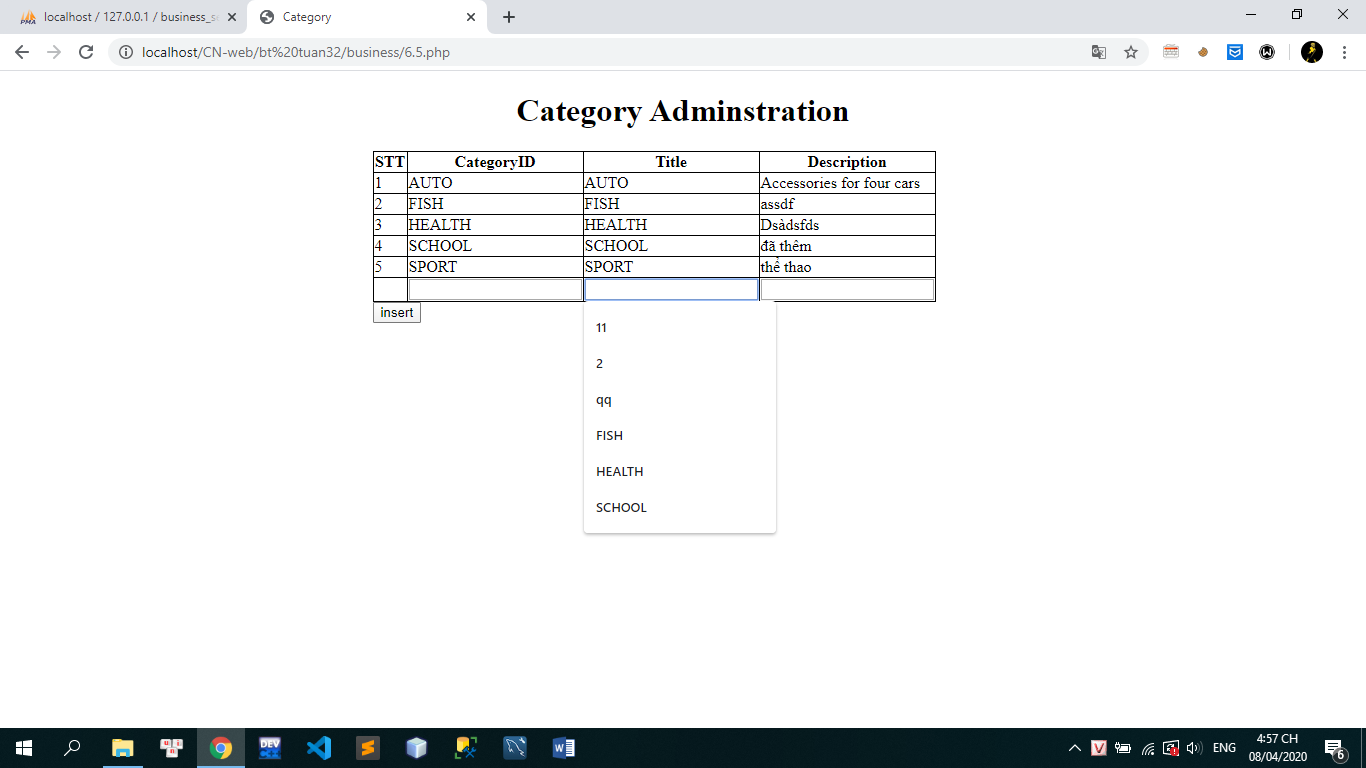 localhost / 127.0.0.1 / business_s
Category
localhost/CN-web/bt%20tuan32/business/6.5.php
Category Adminstration
STT CategoryID Title Description
1 AUTO AUTO Accessories for four cars
2 FISH FISH assdf
3 HEALTH HEALTH Dsàdsfds
4 SCHOOL SCHOOL đã thêm
5 SPORT SPORT thể thao
insert
11
2
qq
FISH
HEALTH
SCHOOL
ENG
4:57 CH
08/04/2020
6